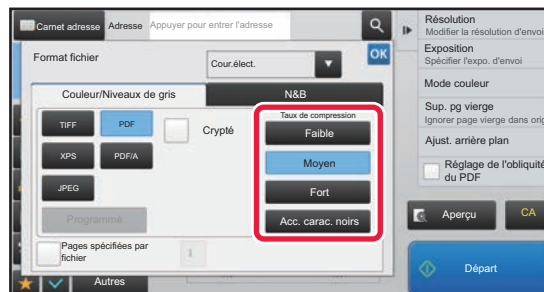 Carnet adresse
Adresse
Appuyer pour entrer l'adresse
Format fichier
Cour.élect.
OK
Couleur/Niveaux de gris
N&B
TIFF
PDF
Crypté
XPS
PDF/A
JPEG
Programmé
Pages spécifiées par
fichier
1
Taux de compression
Faible
Moyen
Fort
Acc. carac. noirs
Autres
Résolution
Modifier la résolution d'envoi
Exposition
Spécifier l'expo. d'envoi
Mode couleur
Sup. pg vierge
Ignorer page vierge dans orig
Ajust. arrière plan
Réglage de l'obliquité
du PDF
Aperçu
CA
Départ